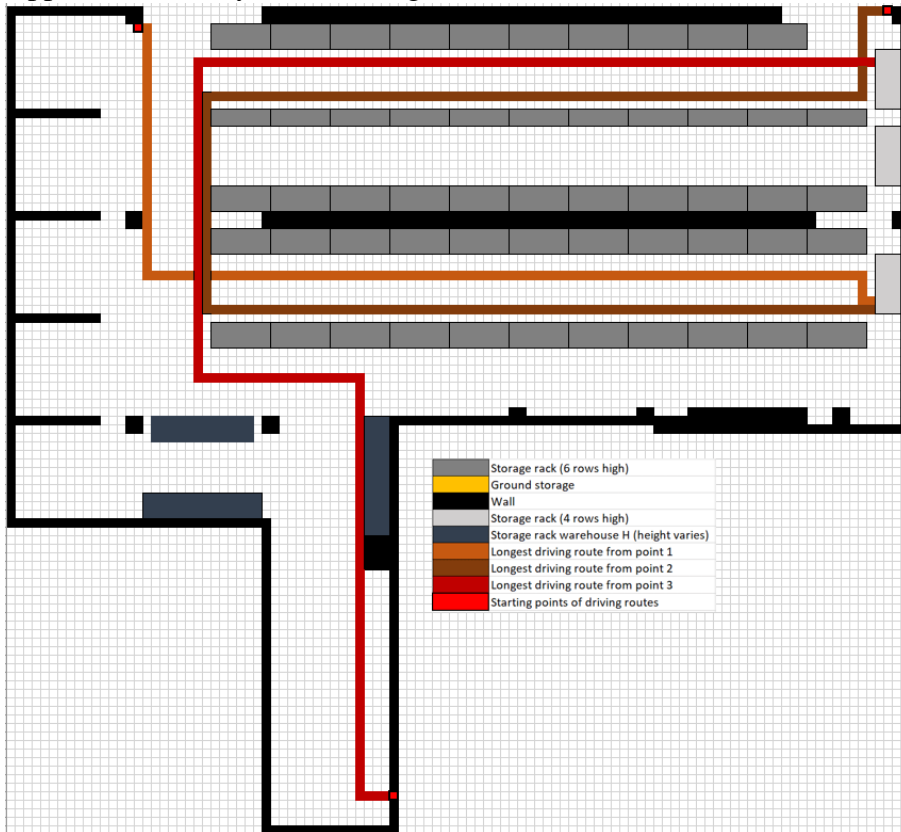 Storage rack (6 rows high)
Ground storage
Wall
Storage rack (4 rows high)
Storage rack warehouse H (height varies)
Longest driving route from point 1
Longest driving route from point 2
Longest driving route from point 3
Starting points of driving routes